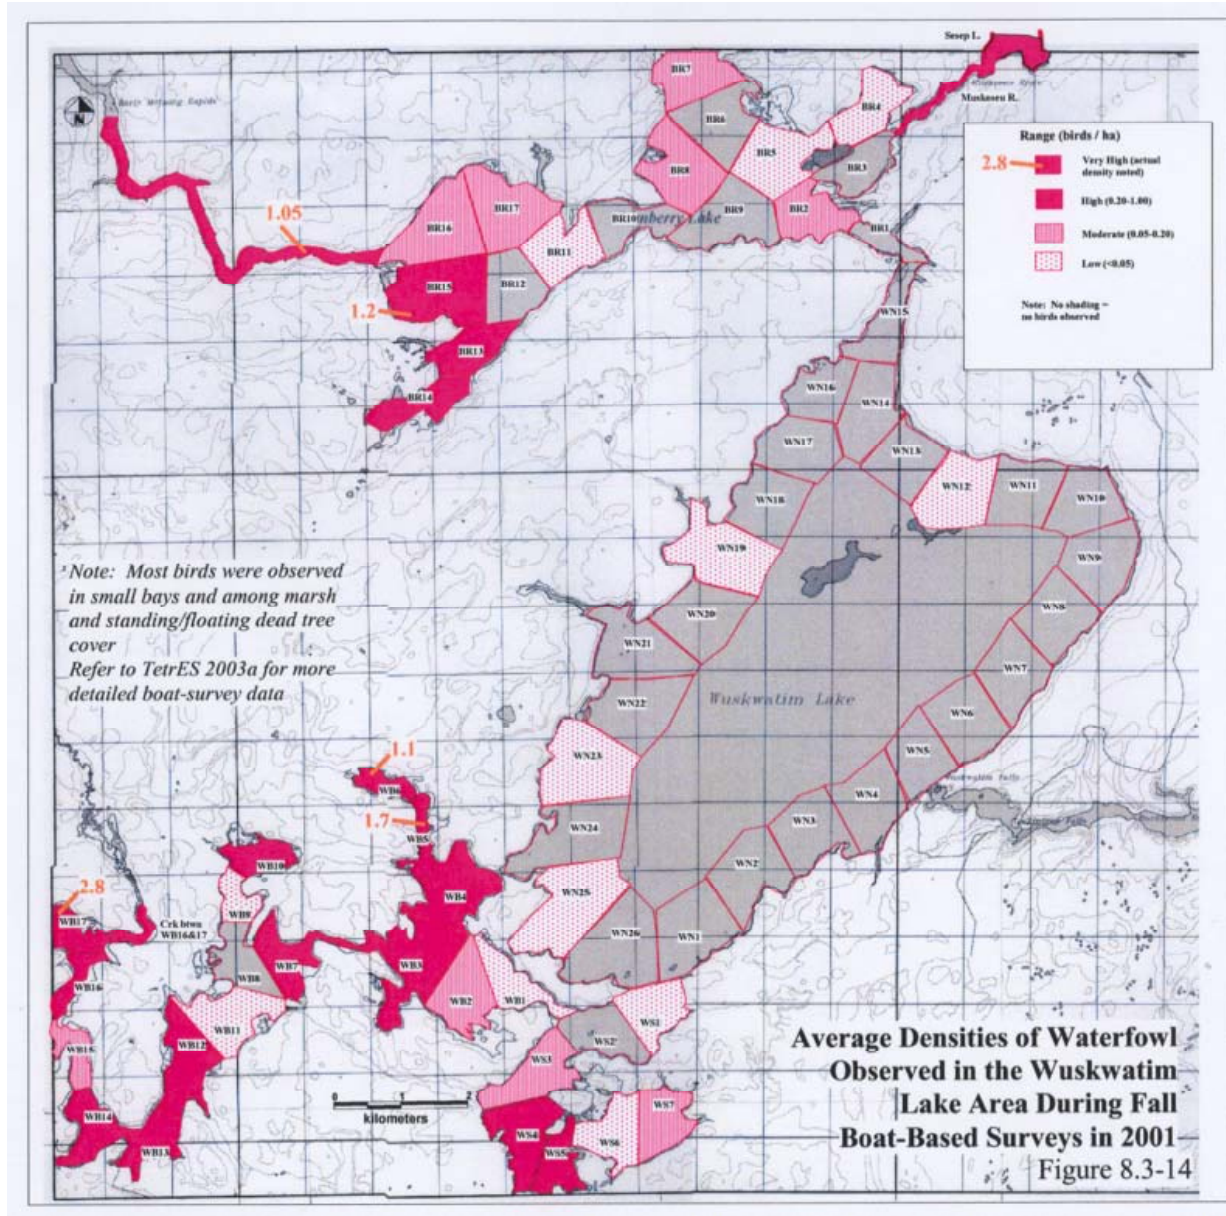 Sesep L.
Muskoseu R.
Range (birds / ha)
2.8
Very High (actual
density noted)
High (0.20-1.00)
Moderate (0.05-0.20)
Low (<0.05)
Note: No shading =
no birds observed
N
BR7
BR6
BR4
BR5
BR3
BR8
BR2
BR17
BR16
BR10
BR9
BR1
1.05
BR11
BR15
BR12
1.2
BR13
BR14
WN15
WN16
WN14
WN17
WN13
WN12
WN11
WN10
WN18
WN19
WN9
WN8
WN20
WN21
WN7
WN22
Wuskwatim Lake
WN6
WN23
WN5
Wuskwatim Falls
WN4
WN24
WN3
WN2
WN25
WN26
WN1
Note: Most birds were observed
in small bays and among marsh
and standing/floating dead tree
cover
Refer to TetrES 2003a for more
detailed boat-survey data
1.1
WB6
1.7
WB5
WB10
WB4
2.8
WB17
WB9
Crk btwn
WB16&17
WB3
WB7
WB8
WB16
WB2
WB1
WB11
WS1
WS2
WB12
WB15
WS3
WB14
WS7
WS4
WS6
WB13
WS5
0 1 2
kilometers
Average Densities of Waterfowl
Observed in the Wuskwatim
Lake Area During Fall
Boat-Based Surveys in 2001
Figure 8.3-14